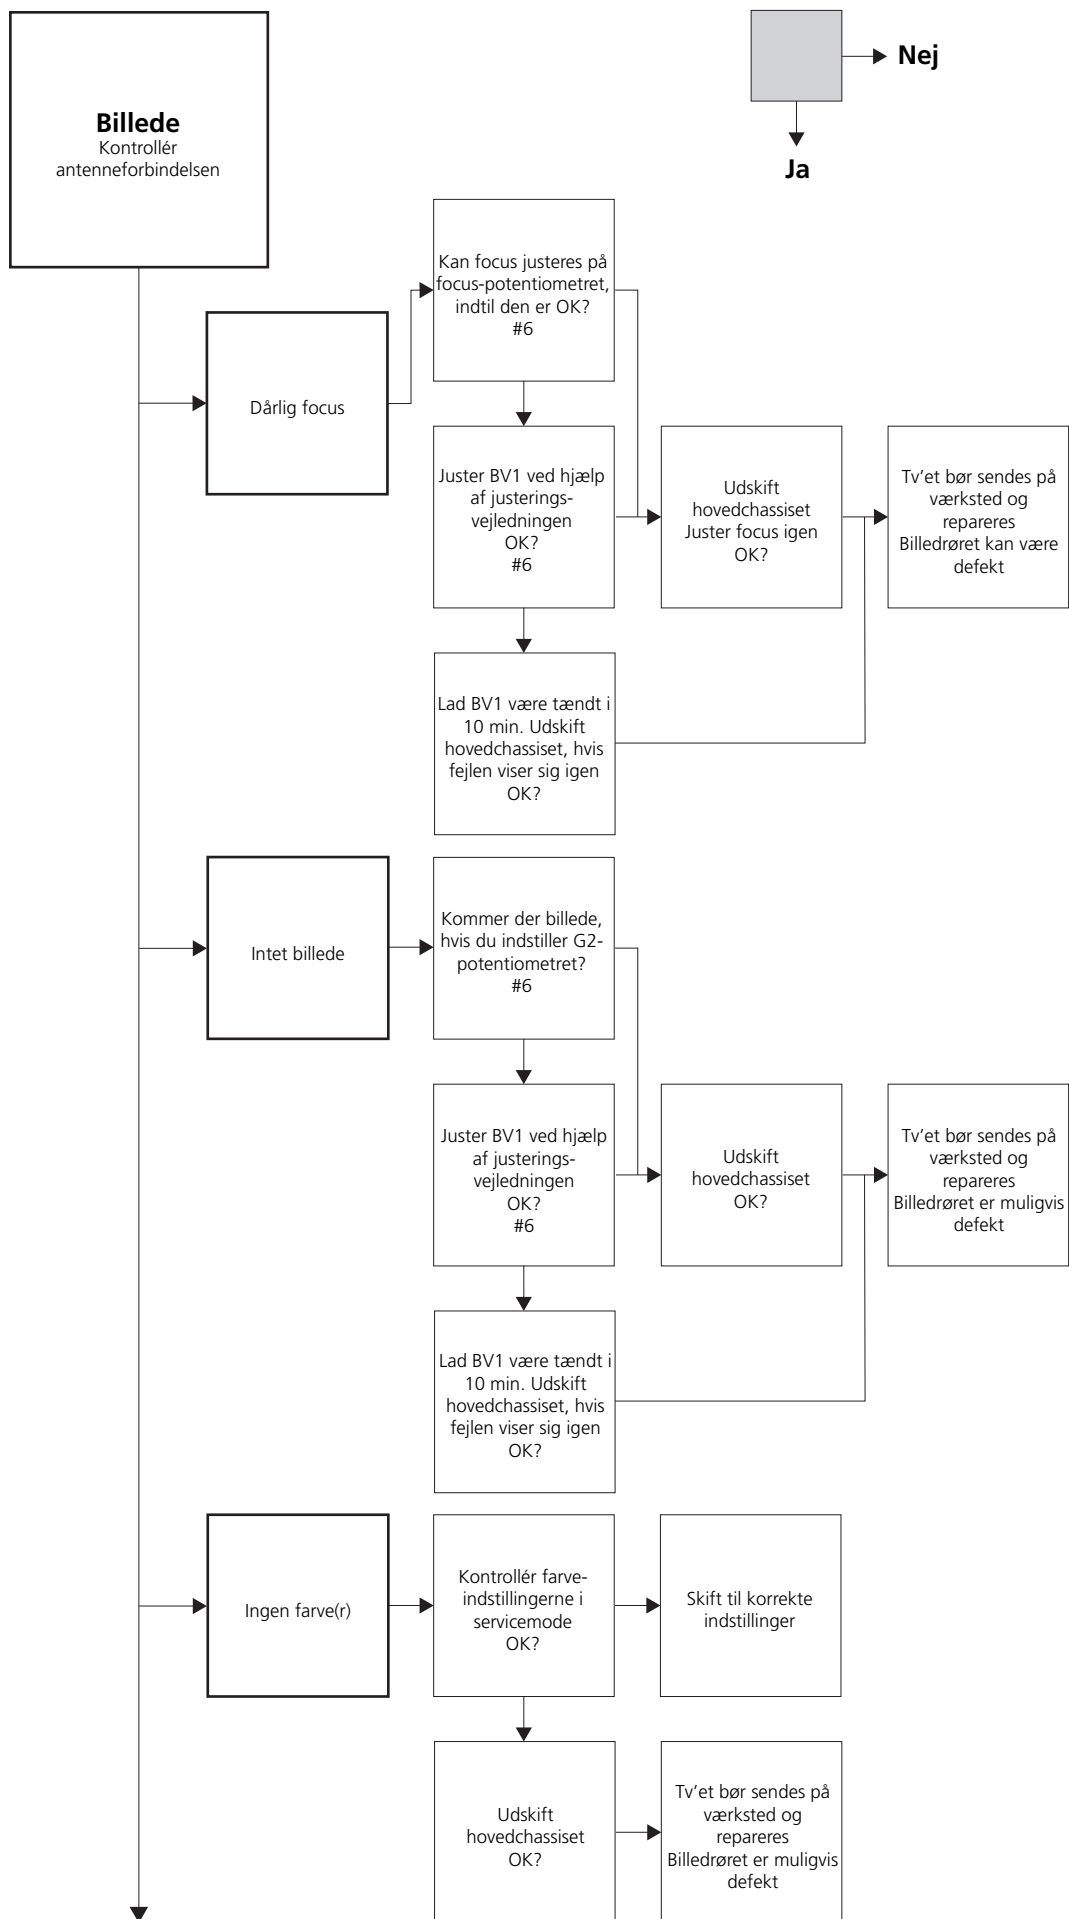 Billede
Kontrollér
antenneforbindelsen
Nej
Ja
Dårlig focus
Kan focus justeres på
focus-potentiometret,
indtil den er OK?
#6
Juster BV1 ved hjælp
af justerings-
vejledningen
OK?
#6
Udskift
hovedchassiset
Juster focus igen
OK?
Tv'et bør sendes på
værksted og
repareres
Billedrøret kan være
defekt
Lad BV1 være tændt i
10 min. Udskift
hovedchassiset, hvis
fejlen viser sig igen
OK?
Intet billede
Kommer der billede,
hvis du indstiller G2-
potentiometret?
#6
Juster BV1 ved hjælp
af justerings-
vejledningen
OK?
#6
Udskift
hovedchassiset
OK?
Tv'et bør sendes på
værksted og
repareres
Billedrøret er muligvis
defekt
Lad BV1 være tændt i
10 min. Udskift
hovedchassiset, hvis
fejlen viser sig igen
OK?
Ingen farve(r)
Kontrollér farve-
indstillingerne i
servicemode
OK?
Skift til korrekte
indstillinger
Udskift
hovedchassiset
OK?
Tv'et bør sendes på
værksted og
repareres
Billedrøret er muligvis
defekt